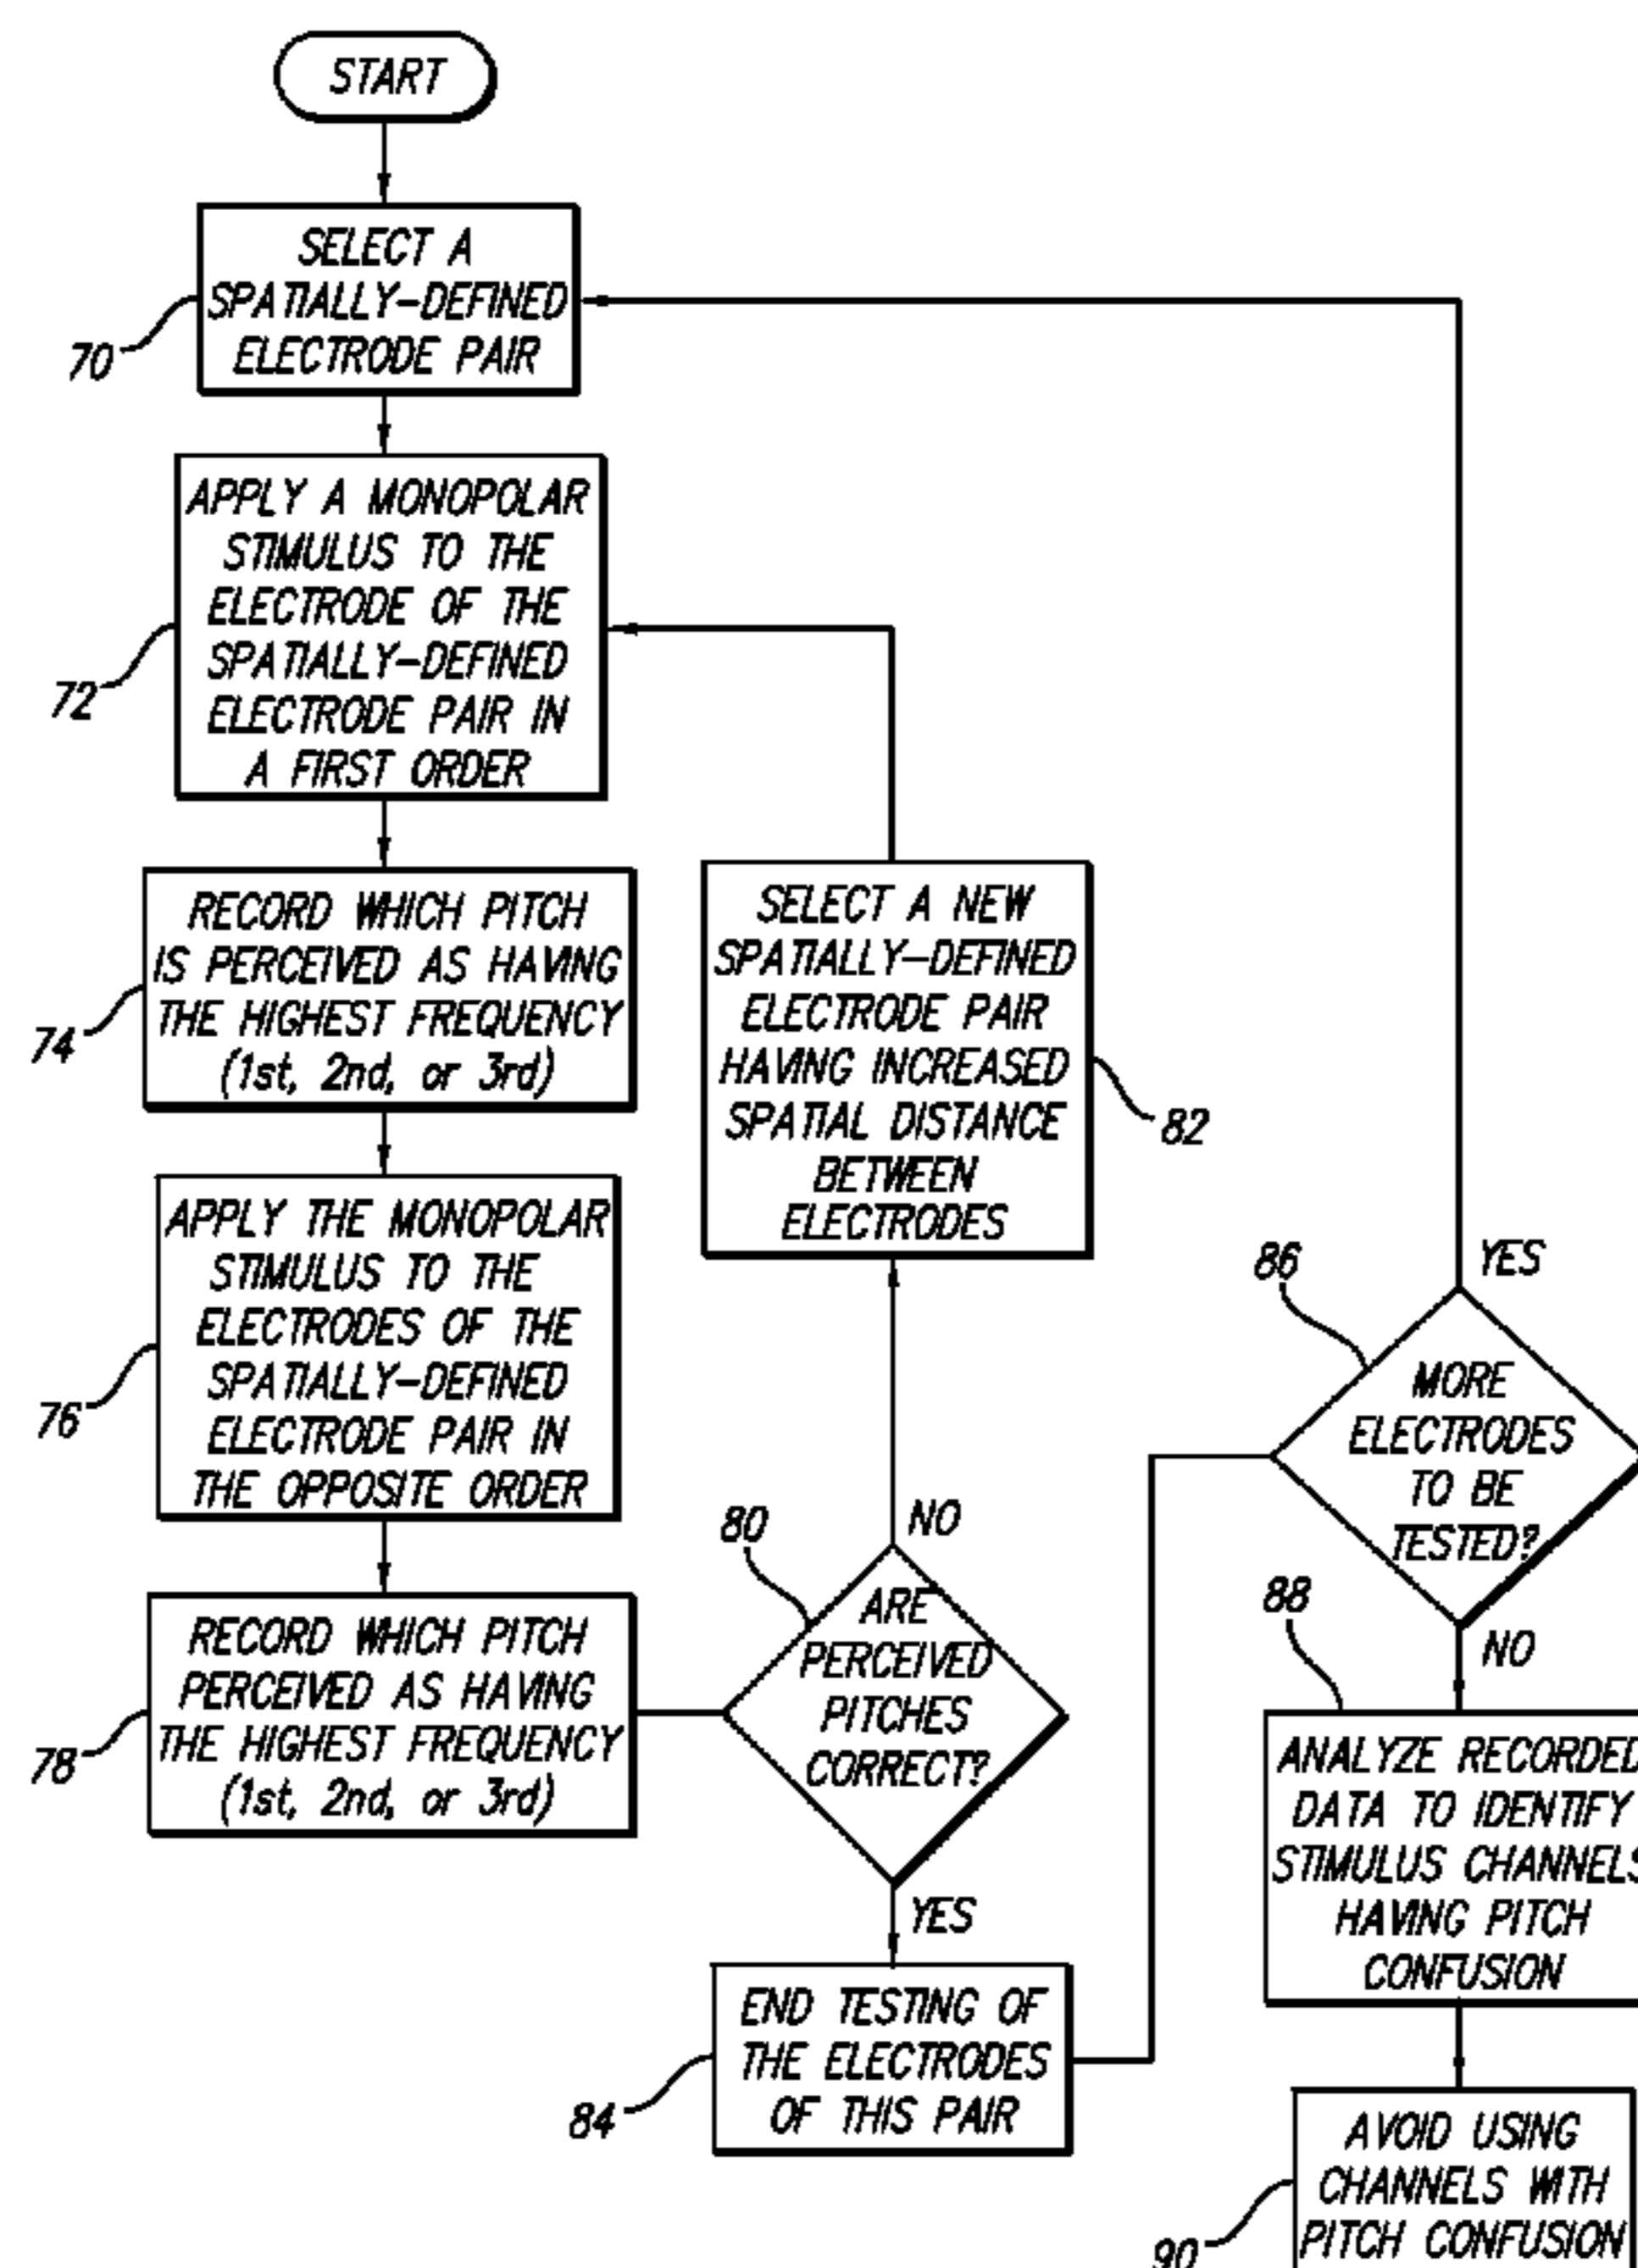 START
SELECT A
SPATIALLY-DEFINED
ELECTRODE PAIR
70
APPLY A MONOPOLAR
STIMULUS TO THE
ELECTRODE OF THE
SPATIALLY-DEFINED
ELECTRODE PAIR IN
A FIRST ORDER
72
RECORD WHICH PITCH
IS PERCEIVED AS HAVING
THE HIGHEST FREQUENCY
(1st, 2nd, or 3rd)
74
APPLY THE MONOPOLAR
STIMULUS TO THE
ELECTRODES OF THE
SPATIALLY-DEFINED
ELECTRODE PAIR IN
THE OPPOSITE ORDER
76
RECORD WHICH PITCH
PERCEIVED AS HAVING
THE HIGHEST FREQUENCY
(1st, 2nd, or 3rd)
78
80
ARE
PERCEIVED
PITCHES
CORRECT?
NO
SELECT A NEW
SPATIALLY-DEFINED
ELECTRODE PAIR
HAVING INCREASED
SPATIAL DISTANCE
BETWEEN
ELECTRODES
82
YES
END TESTING OF
THE ELECTRODES
OF THIS PAIR
84
86
MORE
ELECTRODES
TO BE
TESTED?
YES
NO
88
ANALYZE RECORDED
DATA TO IDENTIFY
STIMULUS CHANNELS
HAVING PITCH
CONFUSION
AVOID USING
CHANNELS WITH
PITCH CONFUSION
90